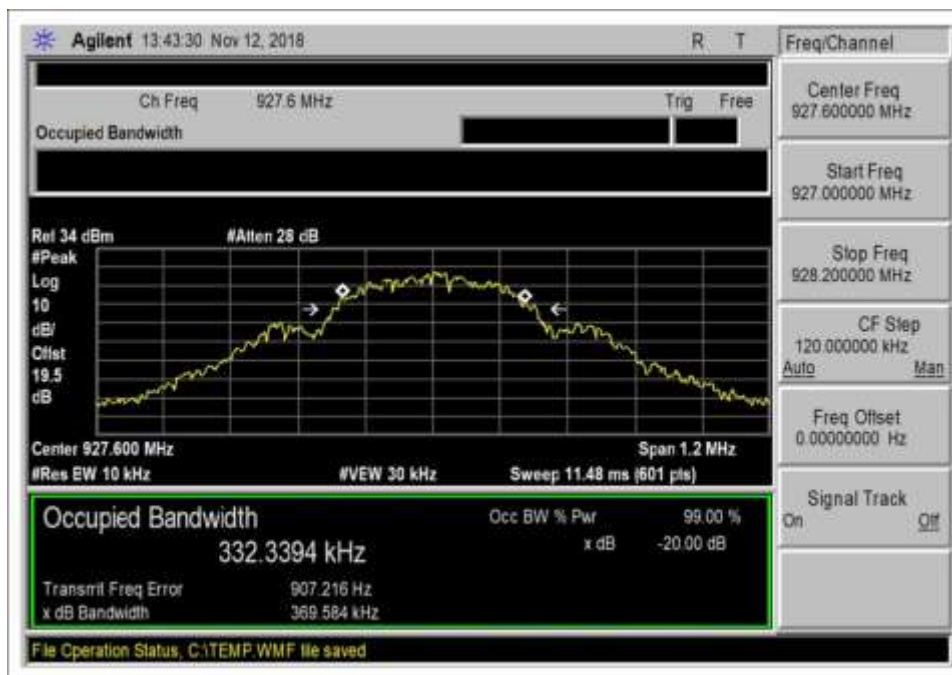 Agilent 13:43:30 Nov 12, 2018 R T
Freq/Channel
Ch Freq 927.6 MHz Trig Free
Occupied Bandwidth
Center Freq
927.600000 MHz
Start Freq
927.000000 MHz
Stop Freq
928.200000 MHz
CF Step
120.000000 kHz
Auto Man
Freq Offset
0.00000000 Hz
Signal Track
On Off
Ref 34 dBm #Atten 28 dB
#Peak
Log
10
dB/
Offst
19.5
dB
Center 927.600 MHz Span 1.2 MHz
#Res BW 10 kHz #VBW 30 kHz Sweep 11.48 ms (601 pts)
Occupied Bandwidth
332.3394 kHz
Occ BW % Pwr 99.00 %
x dB -20.00 dB
Transmit Freq Error 907.216 Hz
x dB Bandwidth 369.584 kHz
File Operation Status, C:\TEMP.WMF file saved